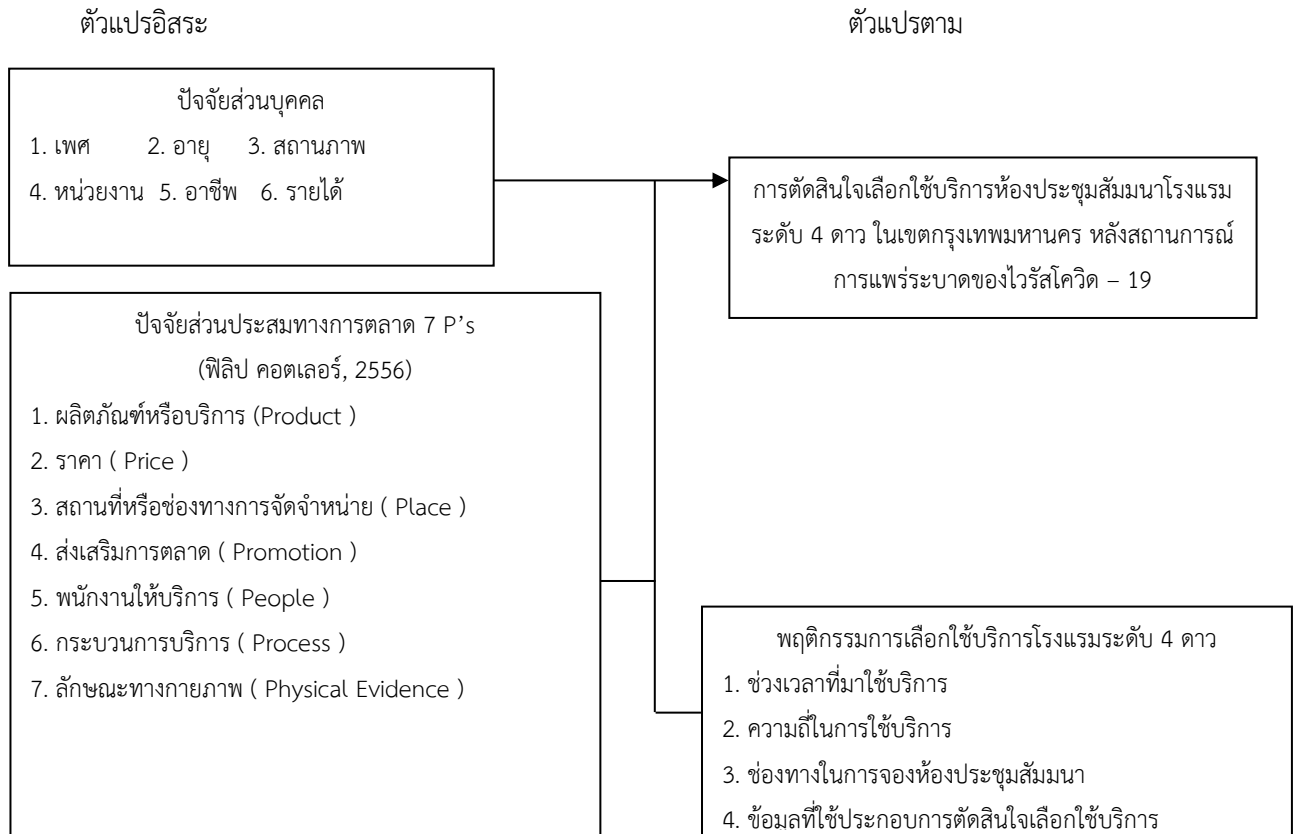 ตัวแปรอิสระ
ตัวแปรตาม
ปัจจัยส่วนบุคคล
1. เพศ 2. อายุ 3. สถานภาพ
4. หน่วยงาน 5. อาชีพ 6. รายได้
การตัดสินใจเลือกใช้บริการห้องประชุมสัมมนาโรงแรม
ระดับ 4 ดาว ในเขตกรุงเทพมหานคร หลังสถานการณ์
การแพร่ระบาดของไวรัสโควิด – 19
ปัจจัยส่วนประสมทางการตลาด 7 P’s
(ฟิลิป คอตเลอร์, 2556)
1. ผลิตภัณฑ์หรือบริการ (Product )
2. ราคา ( Price )
3. สถานที่หรือช่องทางการจัดจำหน่าย ( Place )
4. ส่งเสริมการตลาด ( Promotion )
5. พนักงานให้บริการ ( People )
6. กระบวนการบริการ ( Process )
7. ลักษณะทางกายภาพ ( Physical Evidence )
พฤติกรรมการเลือกใช้บริการโรงแรมระดับ 4 ดาว
1. ช่วงเวลาที่มาใช้บริการ
2. ความถี่ในการใช้บริการ
3. ช่องทางในการจองห้องประชุมสัมมนา
4. ข้อมูลที่ใช้ประกอบการตัดสินใจเลือกใช้บริการ